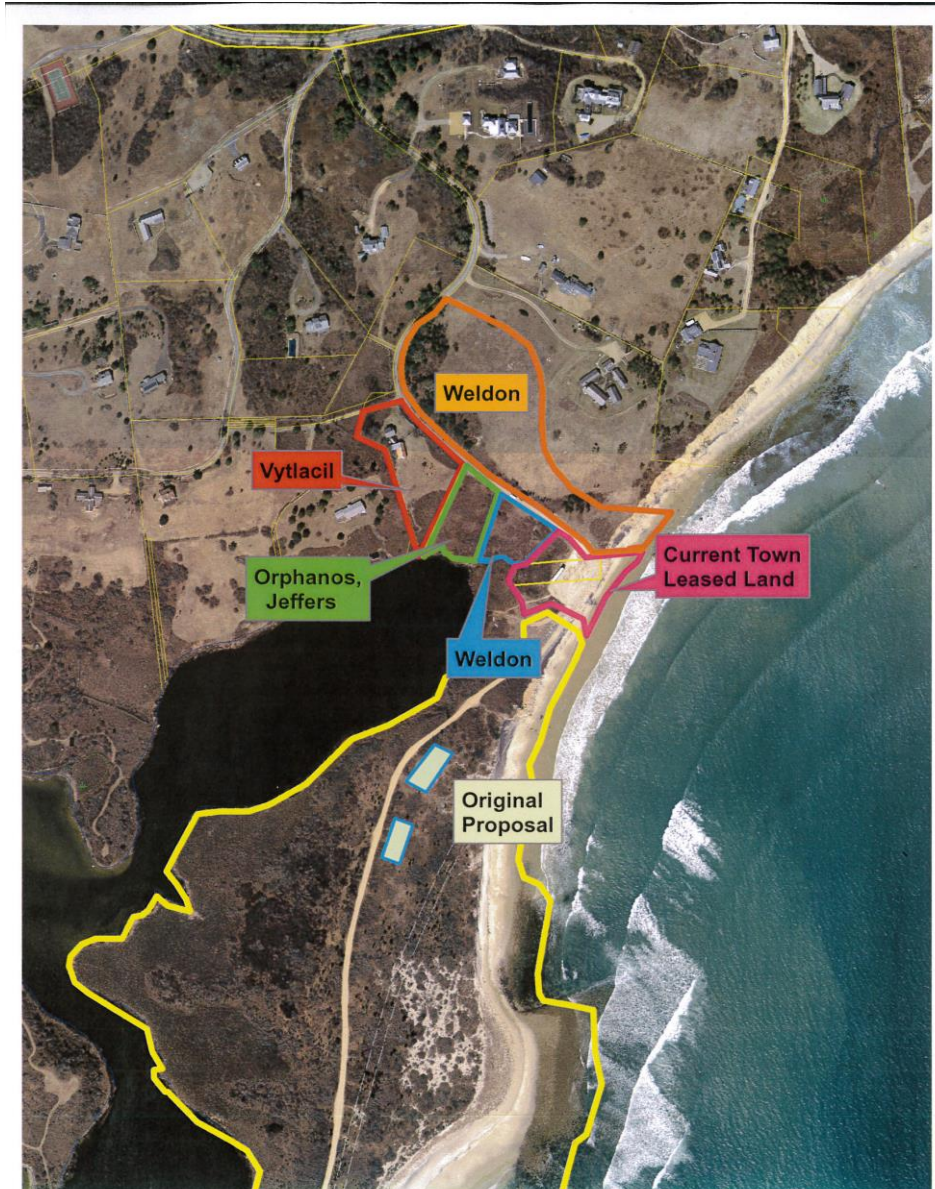 Weldon
Vytlacil
Orphanos,
Jeffers
Current Town
Leased Land
Weldon
Original
Proposal